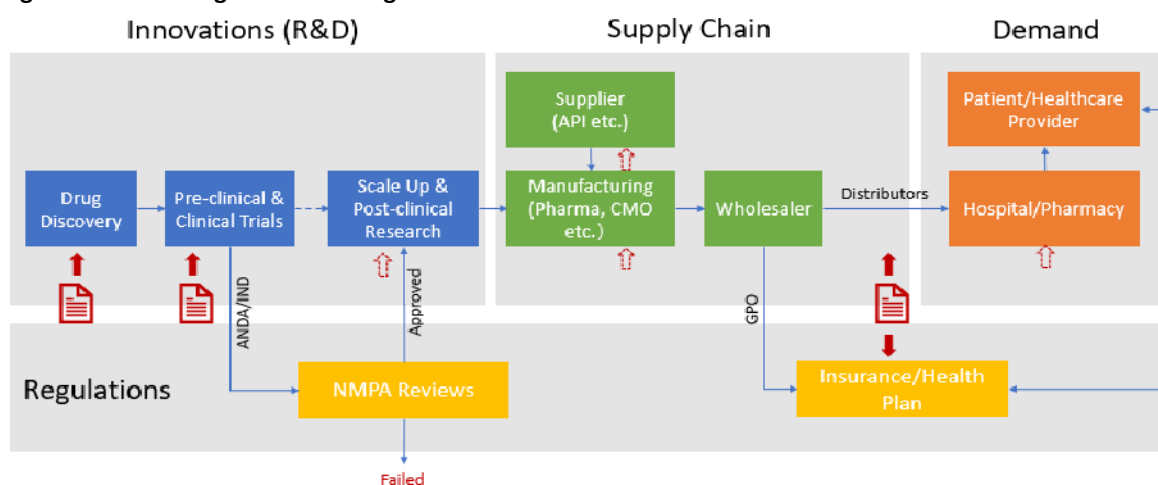 Innovations (R&D)
Supply Chain
Demand
Supplier
(API etc.)
Patient/Healthcare
Provider
Drug
Discovery
Pre-clinical &
Clinical Trials
Scale Up &
Post-clinical
Research
Manufacturing
(Pharma, CMO
etc.)
Wholesaler
Distributors
Hospital/Pharmacy
ANDA/IND
Approved
GPO
Regulations
NMPA Reviews
Insurance/Health
Plan
Failed